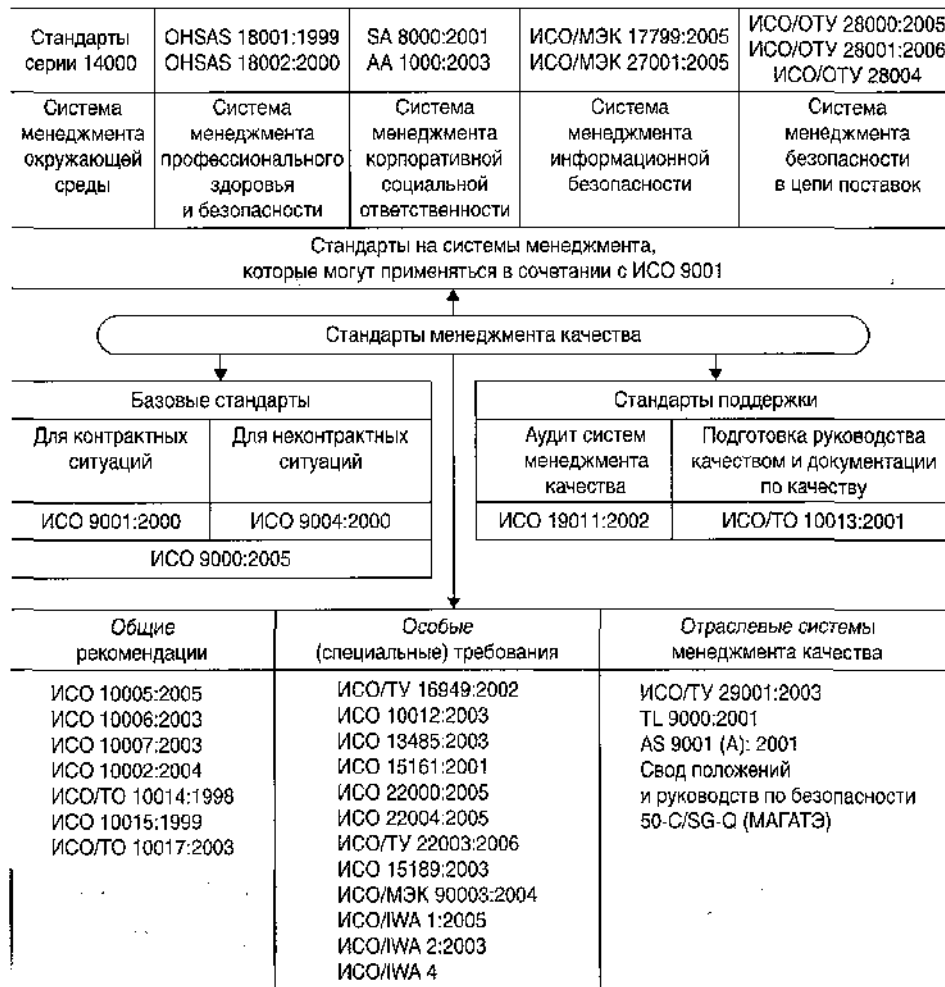 Стандарты
серии 14000
OHSAS 18001:1999
OHSAS 18002:2000
SA 8000:2001
AA 1000:2003
ИСО/МЭК 17799:2005
ИСО/МЭК 27001:2005
ИСО/ОТУ 28000:2005
ИСО/ОТУ 28001:2006
ИСО/ОТУ 28004
Система
менеджмента
окружающей
среды
Система
менеджмента
профессионального
здоровья
и безопасности
Система
менеджмента
корпоративной
социальной
ответственности
Система
менеджмента
информационной
безопасности
Система
менеджмента
безопасности
в цепи поставок
Стандарты на системы менеджмента,
которые могут применяться в сочетании с ИСО 9001
Стандарты менеджмента качества
Базовые стандарты
Для контрактных
ситуаций
Для неконтрактных
ситуаций
ИСО 9001:2000
ИСО 9004:2000
ИСО 9000:2005
Стандарты поддержки
Аудит систем
менеджмента
качества
Подготовка руководства
качеством и документации
по качеству
ИСО 19011:2002
ИСО/ТО 10013:2001
Общие
рекомендации
ИСО 10005:2005
ИСО 10006:2003
ИСО 10007:2003
ИСО 10002:2004
ИСО/ТО 10014:1998
ИСО 10015:1999
ИСО/ТО 10017:2003
Особые
(специальные) требования
ИСО/ТУ 16949:2002
ИСО 10012:2003
ИСО 13485:2003
ИСО 15161:2001
ИСО 22000:2005
ИСО 22004:2005
ИСО/ТУ 22003:2006
ИСО 15189:2003
ИСО/МЭК 90003:2004
ИСО/IWA 1:2005
ИСО/IWA 2:2003
ИСО/IWA 4
Отраслевые системы
менеджмента качества
ИСО/ТУ 29001:2003
TL 9000:2001
AS 9001 (A): 2001
Свод положений
и руководств по безопасности
50-C/SG-Q (МАГАТЭ)